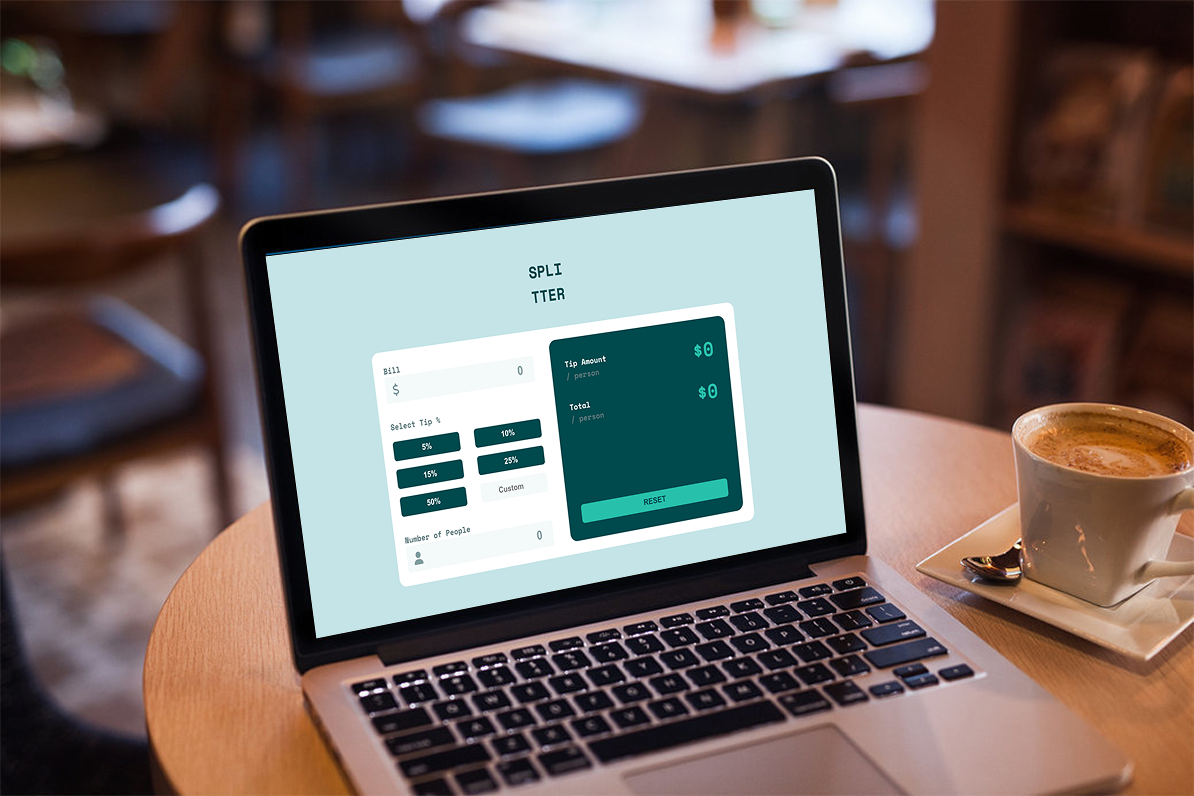 SPLI
TTER
Bill
$ 0
Select Tip %
5% 10%
15% 25%
50% Custom
Number of People
0
Tip Amount $0
/ person
Total $0
/ person
RESET